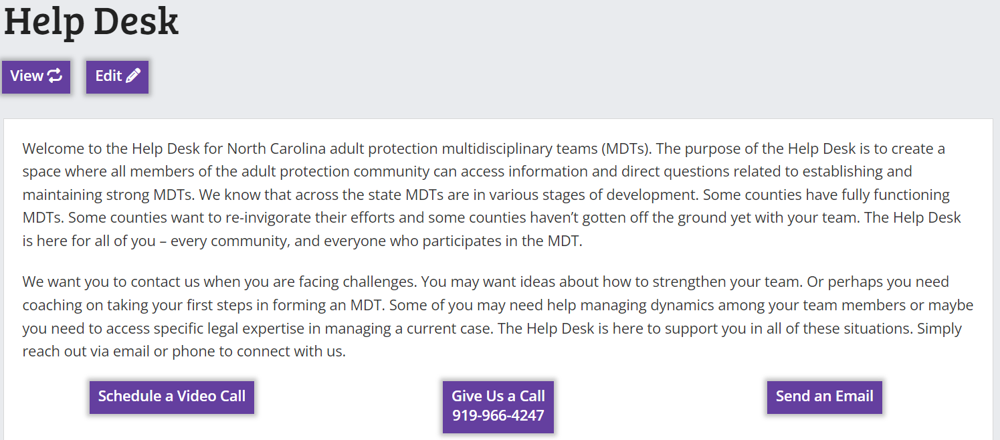 Help Desk
View
Edit
Welcome to the Help Desk for North Carolina adult protection multidisciplinary teams (MDTs). The purpose of the Help Desk is to create a
space where all members of the adult protection community can access information and direct questions related to establishing and
maintaining strong MDTs. We know that across the state MDTs are in various stages of development. Some counties have fully functioning
MDTs. Some counties want to re-invigorate their efforts and some counties haven’t gotten off the ground yet with your team. The Help Desk
is here for all of you – every community, and everyone who participates in the MDT.
We want you to contact us when you are facing challenges. You may want ideas about how to strengthen your team. Or perhaps you need
coaching on taking your first steps in forming an MDT. Some of you may need help managing dynamics among your team members or maybe
you need to access specific legal expertise in managing a current case. The Help Desk is here to support you in all of these situations. Simply
reach out via email or phone to connect with us.
Schedule a Video Call
Give Us a Call
919-966-4247
Send an Email